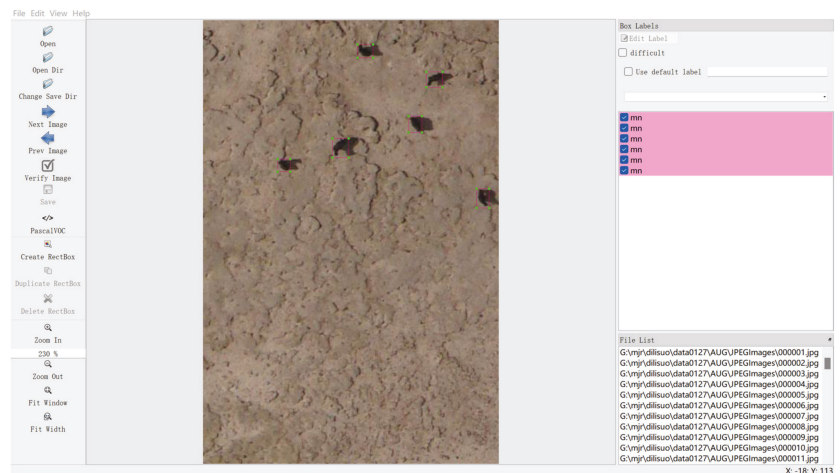 File Edit View Help
Open
Open Dir
Change Save Dir
Next Image
Prev Image
Verify Image
Save
</>
PascalVOC
Create RectBox
Duplicate RectBox
Delete RectBox
Zoom In
230 %
Zoom Out
Fit Window
Fit Width
Box Labels
Edit Label
difficult
Use default label
mn
mn
mn
mn
mn
mn
File List
G:\mjr\dilisuo\data0127\AUG\JPEGImages\000001.jpg
G:\mjr\dilisuo\data0127\AUG\JPEGImages\000002.jpg
G:\mjr\dilisuo\data0127\AUG\JPEGImages\000003.jpg
G:\mjr\dilisuo\data0127\AUG\JPEGImages\000004.jpg
G:\mjr\dilisuo\data0127\AUG\JPEGImages\000005.jpg
G:\mjr\dilisuo\data0127\AUG\JPEGImages\000006.jpg
G:\mjr\dilisuo\data0127\AUG\JPEGImages\000007.jpg
G:\mjr\dilisuo\data0127\AUG\JPEGImages\000008.jpg
G:\mjr\dilisuo\data0127\AUG\JPEGImages\000009.jpg
G:\mjr\dilisuo\data0127\AUG\JPEGImages\000010.jpg
G:\mjr\dilisuo\data0127\AUG\JPEGImages\000011.jpg
X: -18; Y: 113